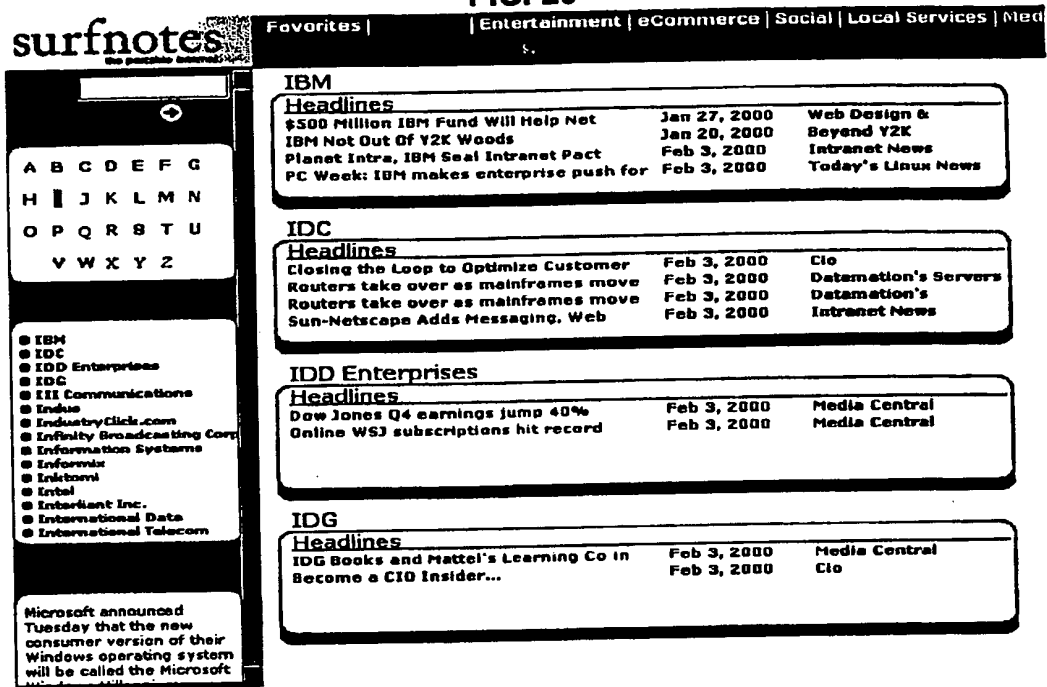 surfnotes
the portable internet
Favorites | | Entertainment | eCommerce | Social | Local Services | Med
s.
A B C D E F G
H I J K L M N
O P Q R S T U
V W X Y Z
IBM
IDC
IDD Enterprises
IDG
III Communications
Indus
IndustryClick.com
Infinity Broadcasting Corp
Information Systems
Informix
Inktomi
Intel
Interliant Inc.
International Data
International Telecom
Microsoft announced
Tuesday that the new
consumer version of their
Windows operating system
will be called the Microsoft
IBM
Headlines
$500 Million IBM Fund Will Help Net Jan 27, 2000 Web Design &
IBM Not Out Of Y2K Woods Jan 20, 2000 Beyond Y2K
Planet Intra, IBM Seal Intranet Pact Feb 3, 2000 Intranet News
PC Week: IBM makes enterprise push for Feb 3, 2000 Today's Linux News
IDC
Headlines
Closing the Loop to Optimize Customer Feb 3, 2000 Cio
Routers take over as mainframes move Feb 3, 2000 Datamation's Servers
Routers take over as mainframes move Feb 3, 2000 Datamation's
Sun-Netscape Adds Messaging, Web Feb 3, 2000 Intranet News
IDD Enterprises
Headlines
Dow Jones Q4 earnings jump 40% Feb 3, 2000 Media Central
Online WSJ subscriptions hit record Feb 3, 2000 Media Central
IDG
Headlines
IDG Books and Mattel's Learning Co in Feb 3, 2000 Media Central
Become a CIO Insider... Feb 3, 2000 Cio